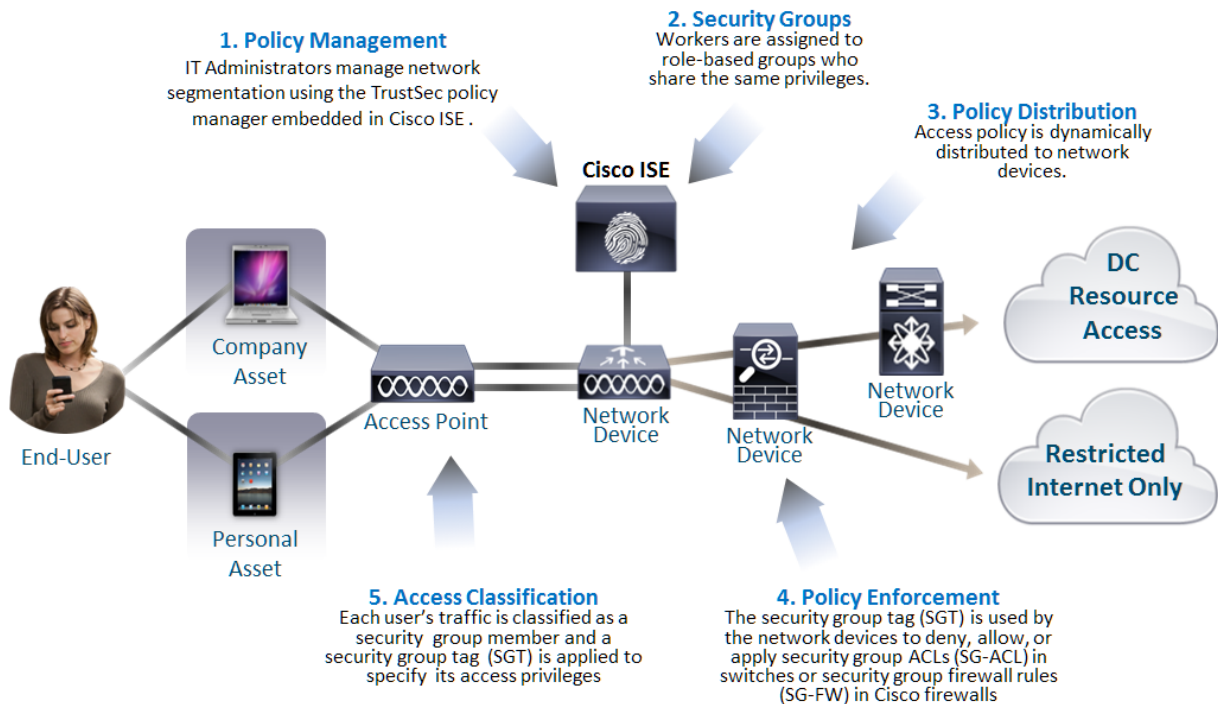 1. Policy Management
IT Administrators manage network
segmentation using the TrustSec policy
manager embedded in Cisco ISE .
2. Security Groups
Workers are assigned to
role-based groups who
share the same privileges.
3. Policy Distribution
Access policy is dynamically
distributed to network
devices.
Cisco ISE
DC
Resource
Access
Company
Asset
Access Point
Network
Device
Network
Device
Network
Device
End-User
Restricted
Internet Only
Personal
Asset
5. Access Classification
Each user's traffic is classified as a
security group member and a
security group tag (SGT) is applied to
specify its access privileges
4. Policy Enforcement
The security group tag (SGT) is used by
the network devices to deny, allow, or
apply security group ACLs (SG-ACL) in
switches or security group firewall rules
(SG-FW) in Cisco firewalls